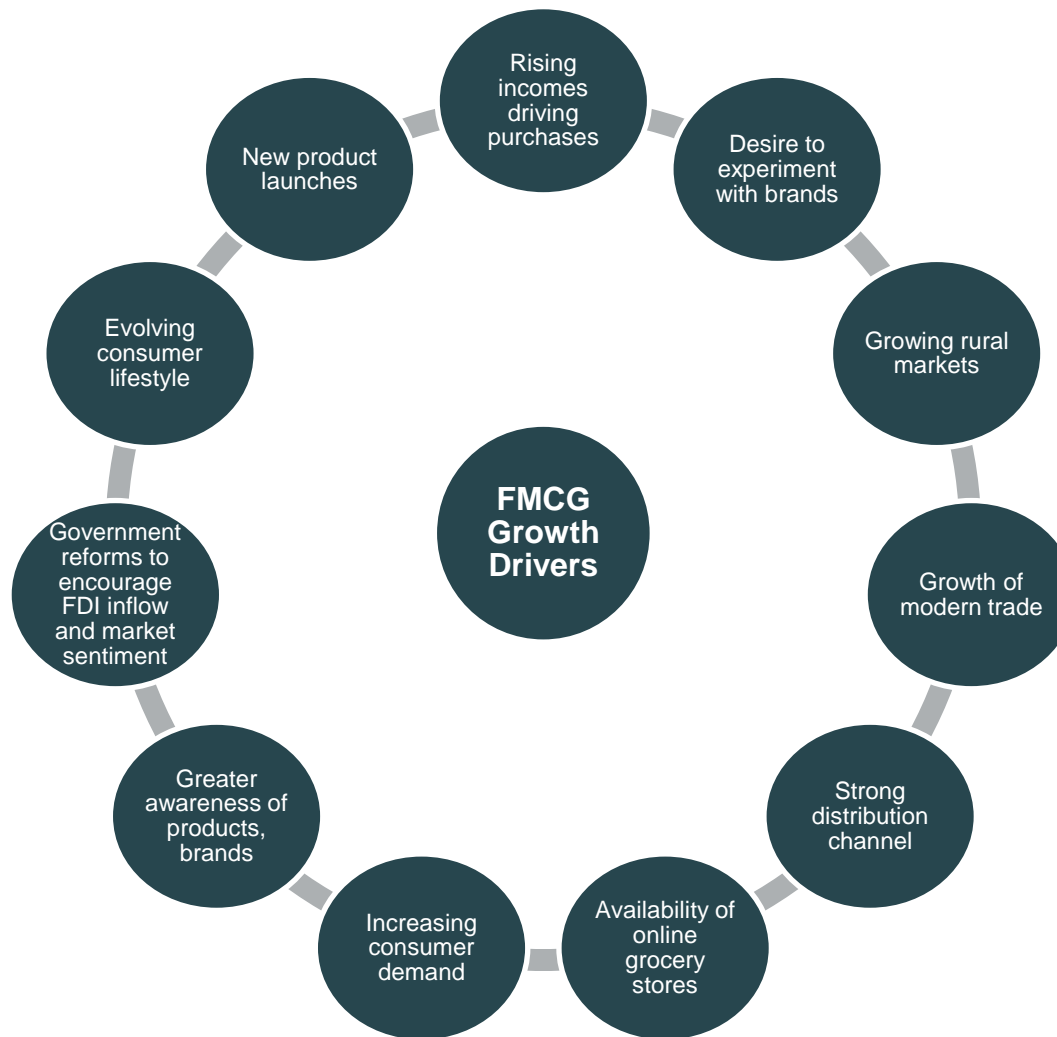 Rising
incomes
driving
purchases
Desire to
experiment
with brands
Growing rural
markets
Growth of
modern trade
Strong
distribution
channel
Availability of
online
grocery
stores
Increasing
consumer
demand
Greater
awareness of
products,
brands
Government
reforms to
encourage
FDI inflow
and market
sentiment
Evolving
consumer
lifestyle
New product
launches
FMCG
Growth
Drivers